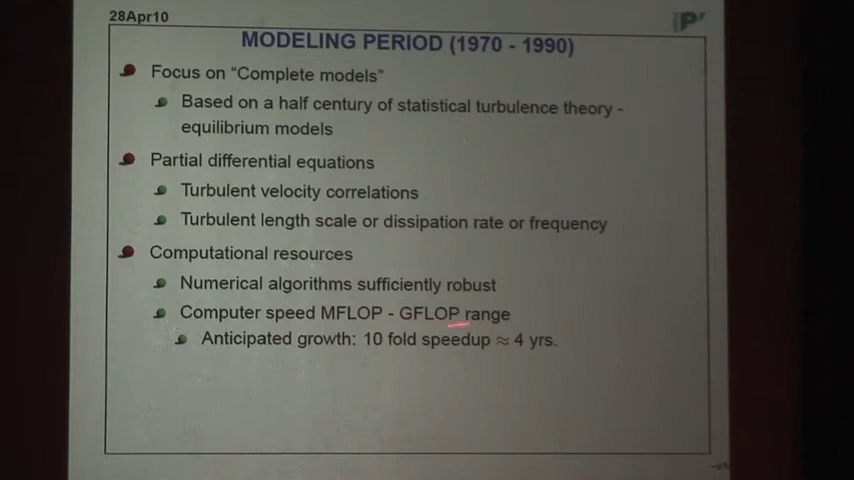 28Apr10
MODELING PERIOD (1970 - 1990)
Focus on “Complete models”
Based on a half century of statistical turbulence theory -
equilibrium models
Partial differential equations
Turbulent velocity correlations
Turbulent length scale or dissipation rate or frequency
Computational resources
Numerical algorithms sufficiently robust
Computer speed MFLOP - GFLOP range
Anticipated growth: 10 fold speedup ≈ 4 yrs.